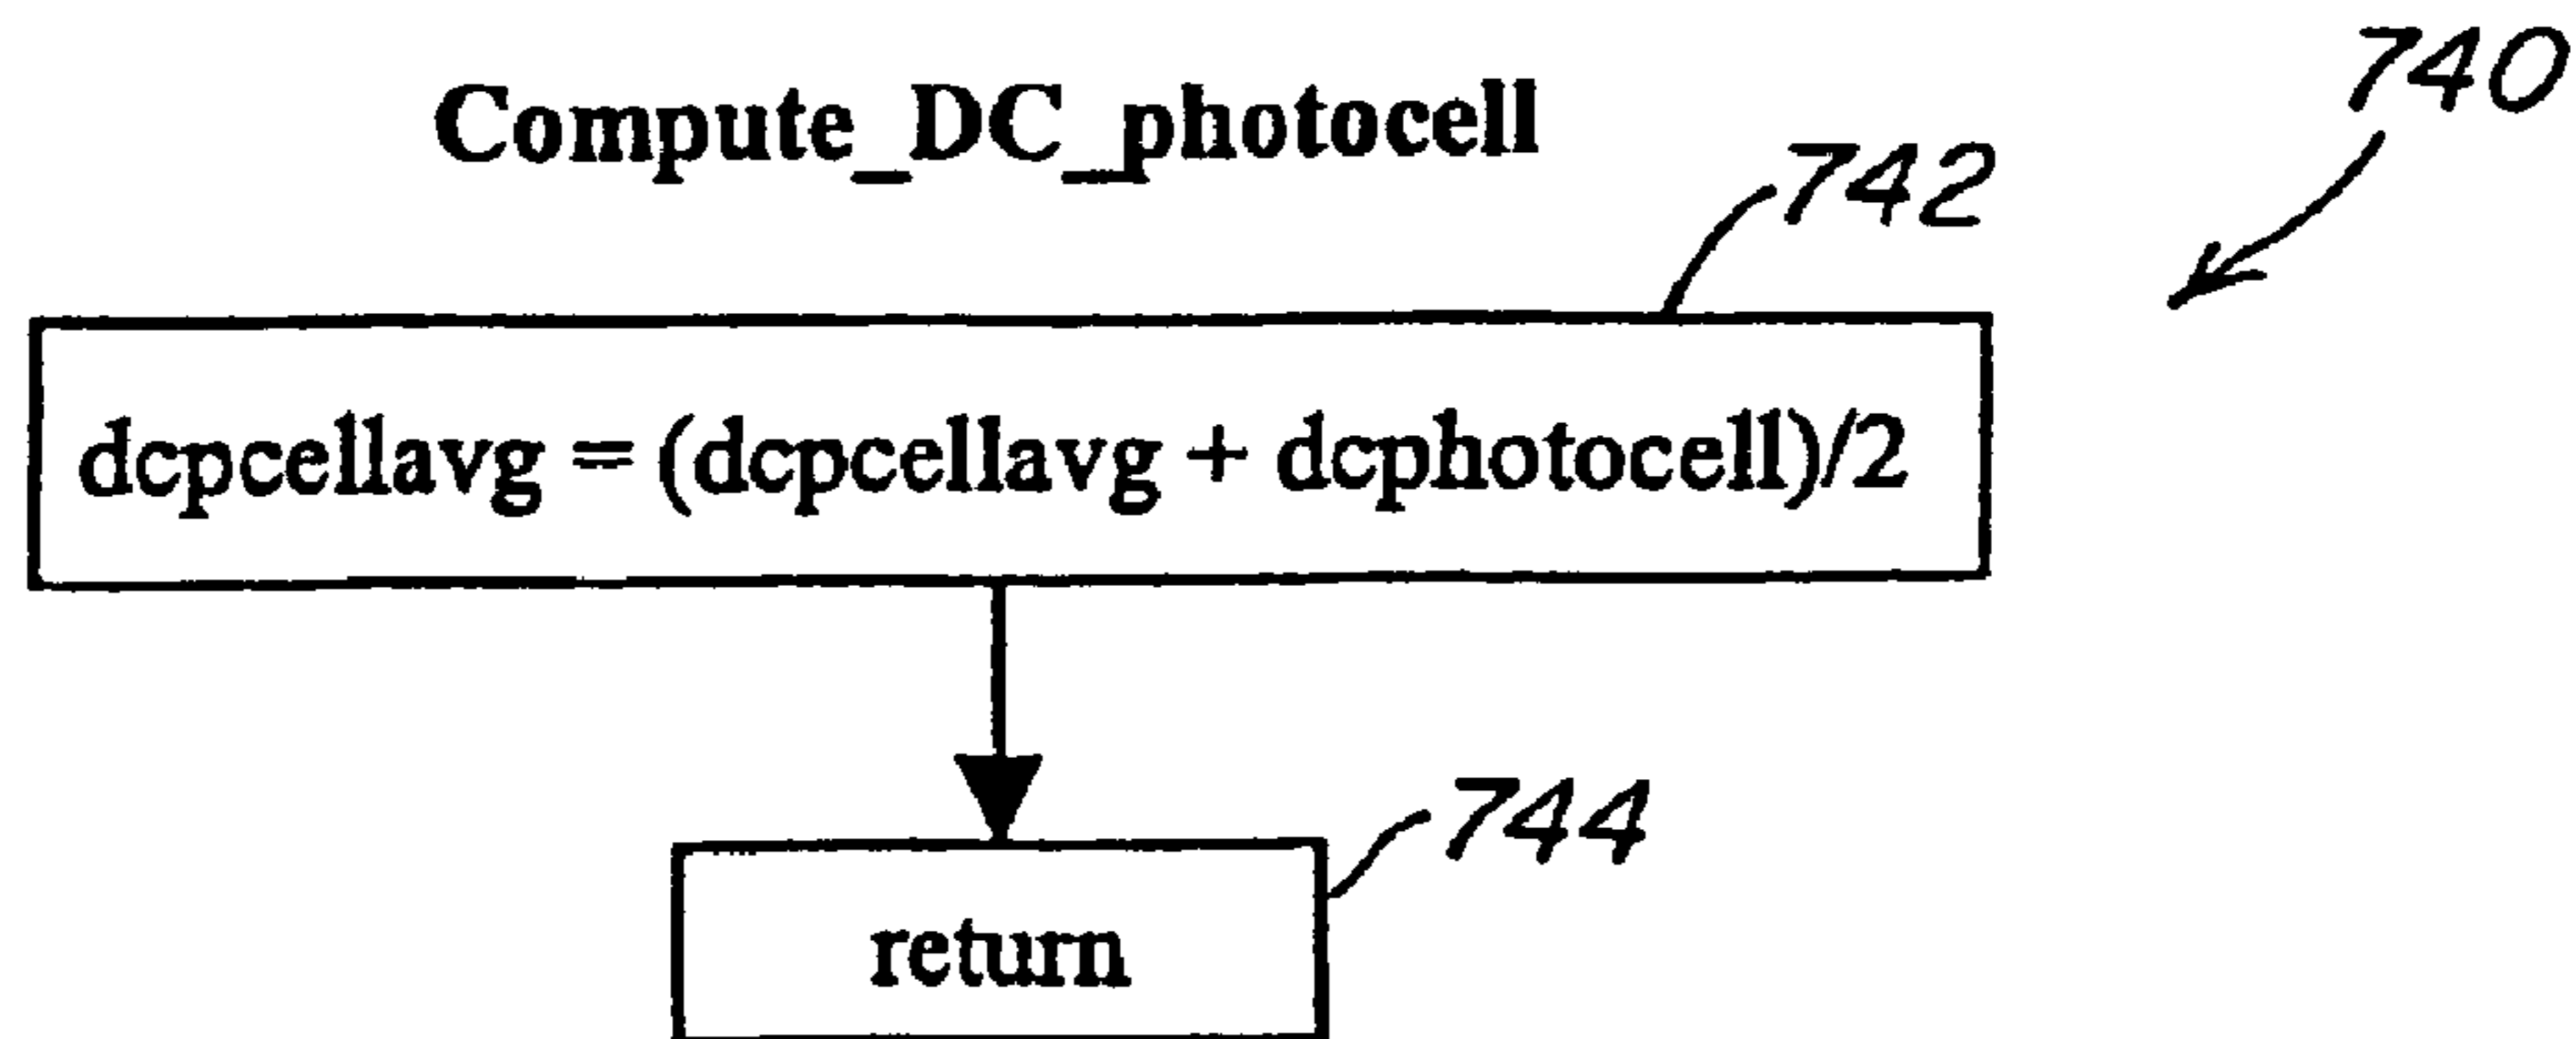 740
Compute_DC_photocell
742
dcpcellavg = (dcpcellavg + dcphotocell)/2
744
return